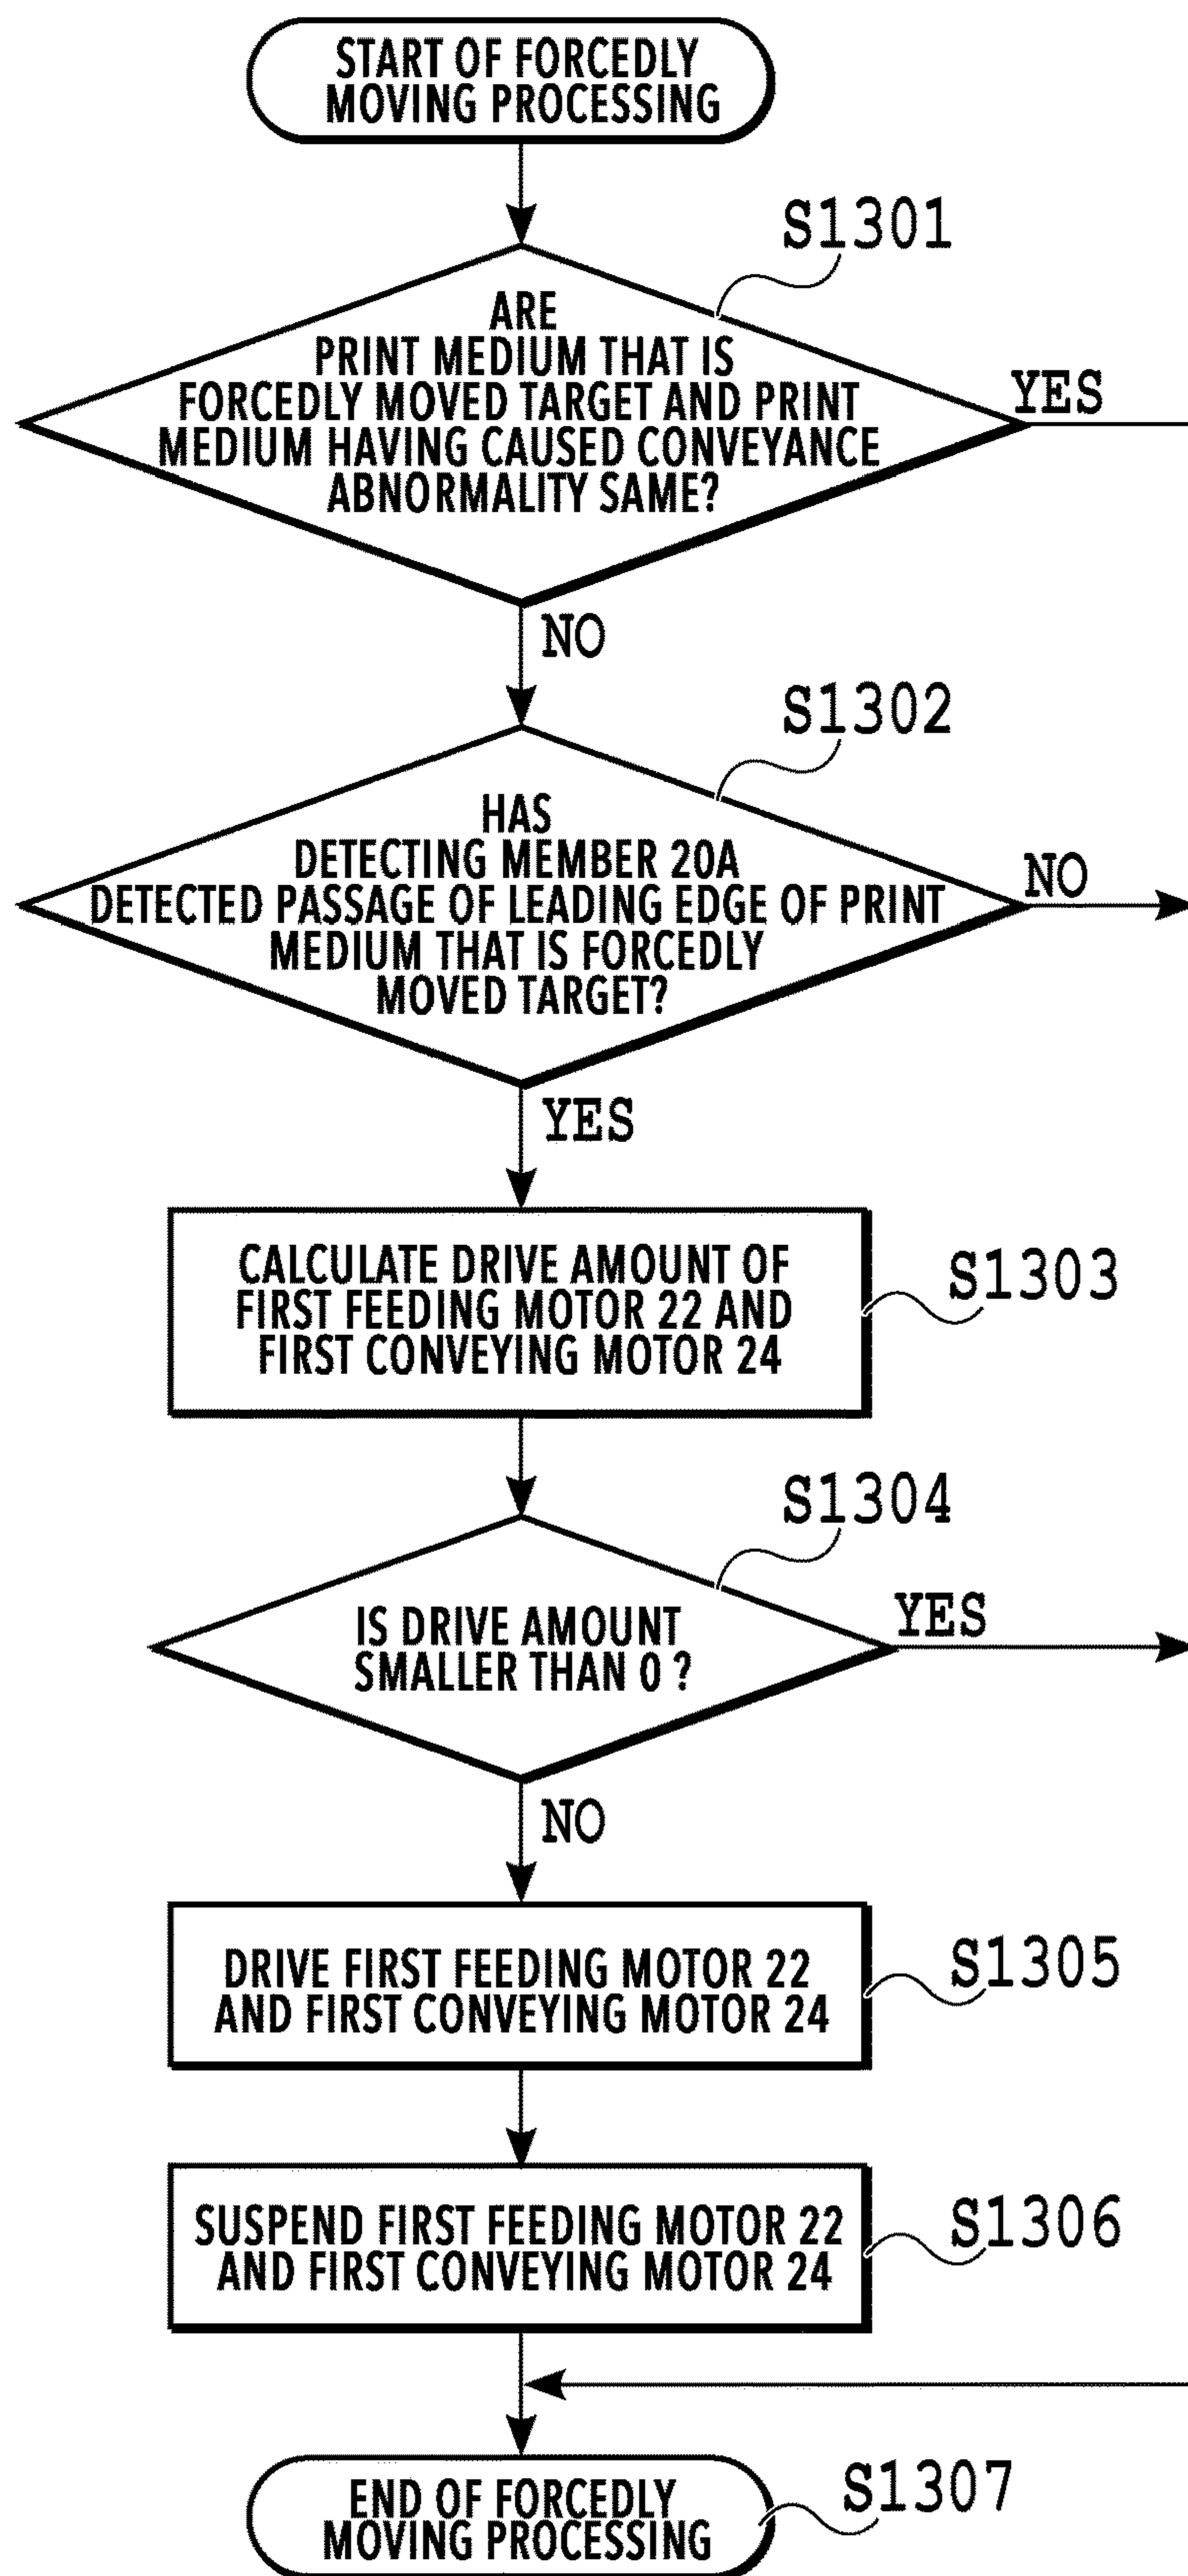 START OF FORCEDLY
MOVING PROCESSING
S1301
ARE
PRINT MEDIUM THAT IS
FORCEDLY MOVED TARGET AND PRINT
MEDIUM HAVING CAUSED CONVEYANCE
ABNORMALITY SAME?
YES
NO
S1302
HAS
DETECTING MEMBER 20A
DETECTED PASSAGE OF LEADING EDGE OF PRINT
MEDIUM THAT IS FORCEDLY
MOVED TARGET?
NO
YES
CALCULATE DRIVE AMOUNT OF
FIRST FEEDING MOTOR 22 AND
FIRST CONVEYING MOTOR 24
S1303
S1304
IS DRIVE AMOUNT
SMALLER THAN 0 ?
YES
NO
DRIVE FIRST FEEDING MOTOR 22
AND FIRST CONVEYING MOTOR 24
S1305
SUSPEND FIRST FEEDING MOTOR 22
AND FIRST CONVEYING MOTOR 24
S1306
END OF FORCEDLY
MOVING PROCESSING
S1307